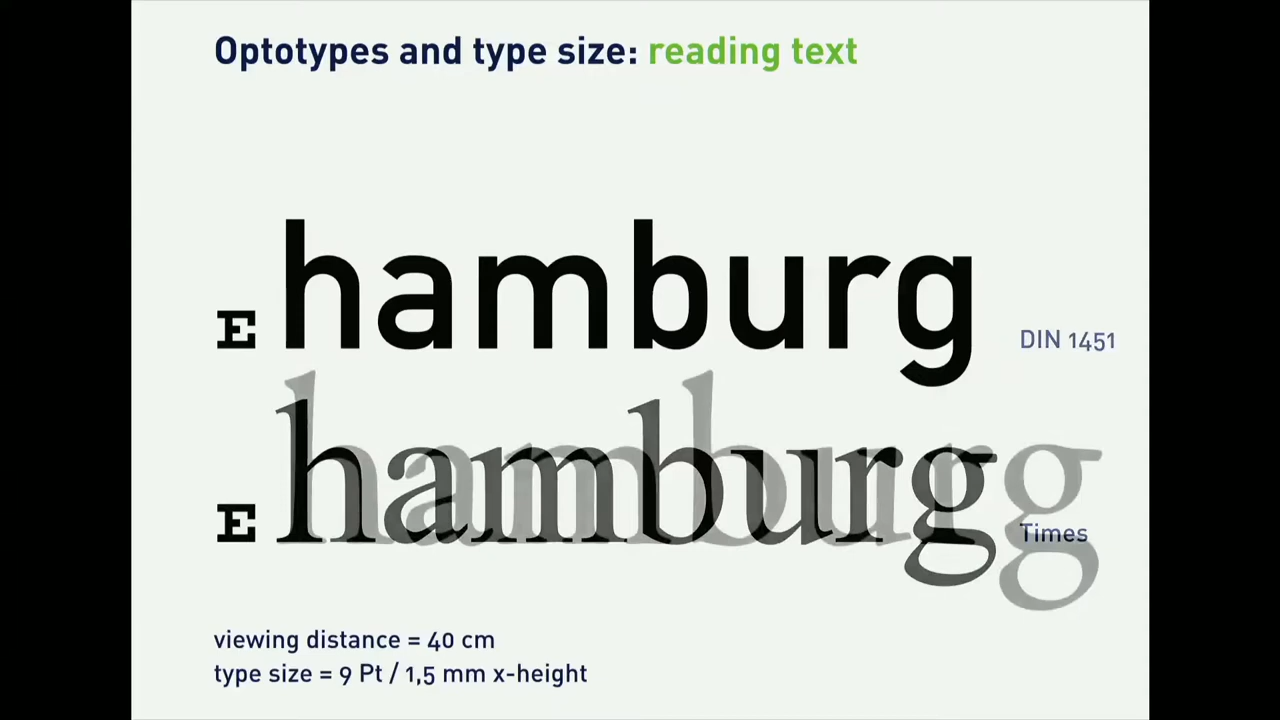 Optotypes and type size: reading text
E hamburg DIN 1451
E hamburg Times
viewing distance = 40 cm
type size = 9 Pt / 1,5 mm x-height